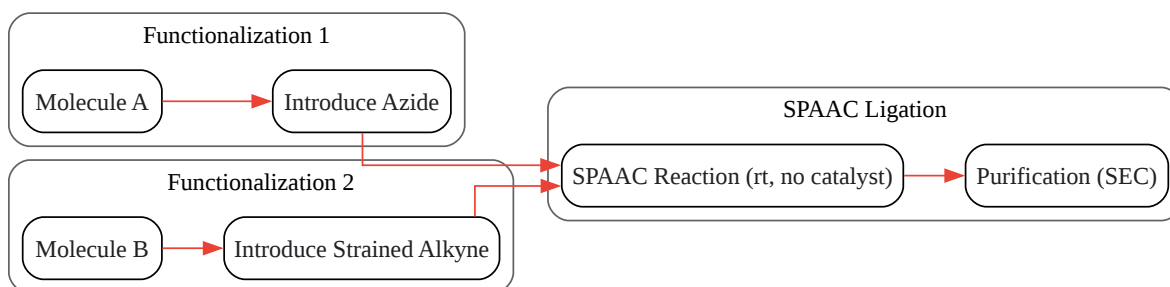 Functionalization 1
Molecule A
Introduce Azide
Functionalization 2
Molecule B
Introduce Strained Alkyne
SPAAC Ligation
SPAAC Reaction (rt, no catalyst)
Purification (SEC)